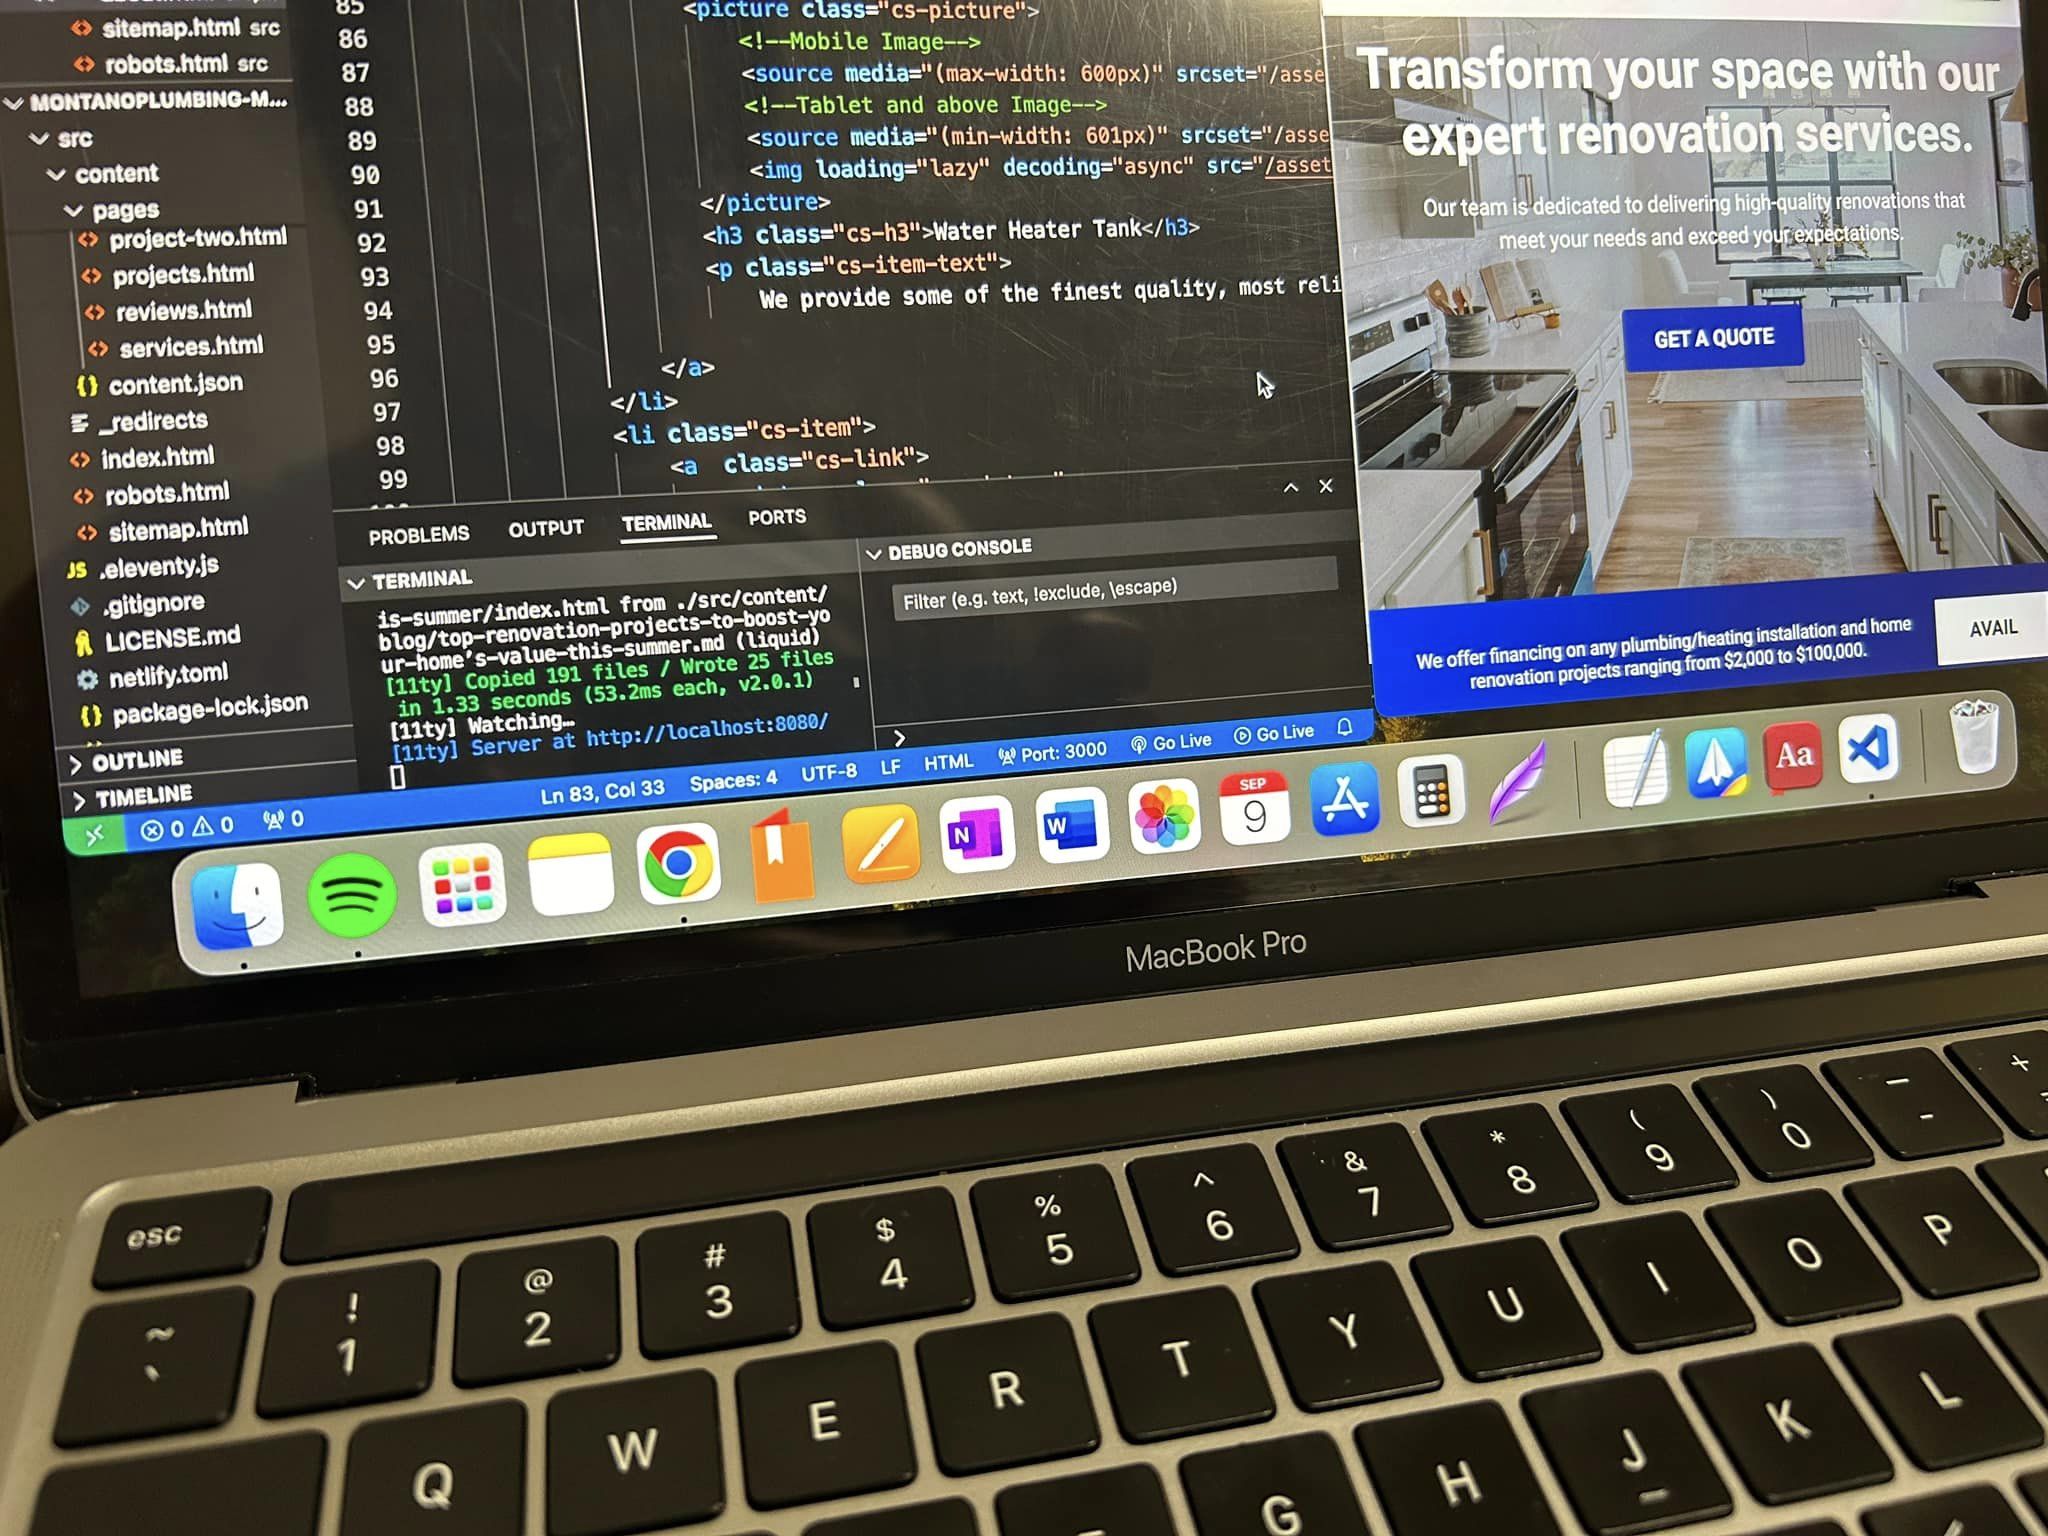 sitemap.html src
robots.html src
MONTANOPLUMBING-M...
src
content
pages
project-two.html
projects.html
reviews.html
services.html
content.json
_redirects
index.html
robots.html
sitemap.html
JS .eleventy.js
.gitignore
LICENSE.md
netlify.toml
package-lock.json
OUTLINE
TIMELINE
85 <picture class="cs-picture">
86 <!--Mobile Image-->
87 <source media="(max-width: 600px)" srcset="/asse
88 <!--Tablet and above Image-->
89 <source media="(min-width: 601px)" srcset="/asse
90 <img loading="lazy" decoding="async" src="/asset
91 </picture>
92 <h3 class="cs-h3">Water Heater Tank</h3>
93 <p class="cs-item-text">
94 We provide some of the finest quality, most reli
95
96 </a>
97 </li>
98 <li class="cs-item">
99 <a class="cs-link">
PROBLEMS OUTPUT TERMINAL PORTS
TERMINAL
is-summer/index.html from ./src/content/
blog/top-renovation-projects-to-boost-yo
ur-home's-value-this-summer.md (liquid)
[11ty] Copied 191 files / Wrote 25 files
in 1.33 seconds (53.2ms each, v2.0.1)
[11ty] Watching…
[11ty] Server at http://localhost:8080/
DEBUG CONSOLE
Filter (e.g. text, !exclude, \escape)
0 0 0 Ln 83, Col 33 Spaces: 4 UTF-8 LF HTML Port: 3000 Go Live Go Live
Transform your space with our
expert renovation services.
Our team is dedicated to delivering high-quality renovations that
meet your needs and exceed your expectations.
GET A QUOTE
We offer financing on any plumbing/heating installation and home
renovation projects ranging from $2,000 to $100,000.
AVAIL
N W SEP 9 Aa
MacBook Pro
esc
~ ` ! 1 @ 2 # 3 $ 4 % 5 ^ 6 & 7 * 8 ( 9 ) 0 _ - +
Q W E R T Y U I O P
G H J K L